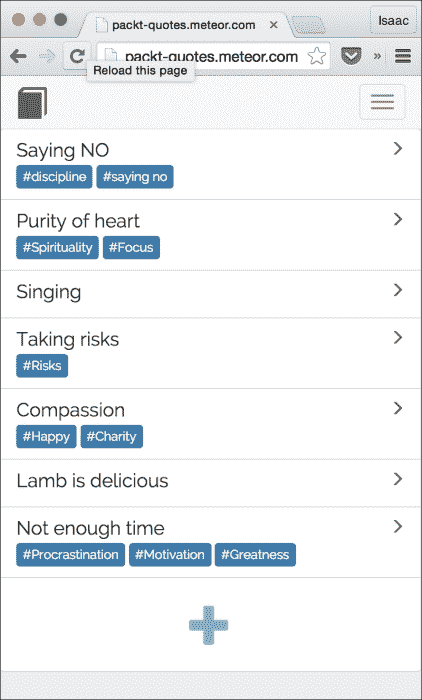 packt-quotes.meteor.com
Isaac
packt-quotes.meteor.com
Reload this page
Saying NO
#discipline #saying no
Purity of heart
#Spirituality #Focus
Singing
Taking risks
#Risks
Compassion
#Happy #Charity
Lamb is delicious
Not enough time
#Procrastination #Motivation #Greatness